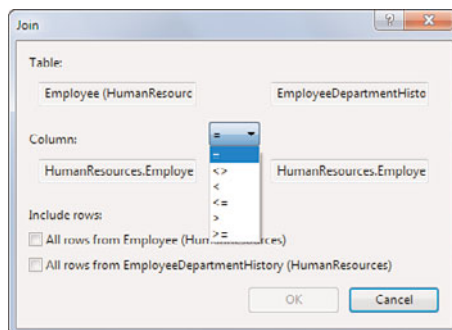 Join
Table:
Employee (HumanResourc
EmployeeDepartmentHisto
=
Column:
=
HumanResources.Employe
<>
HumanResources.Employe
<
<=
>
>=
Include rows:
All rows from Employee (HumanResources)
All rows from EmployeeDepartmentHistory (HumanResources)
OK
Cancel